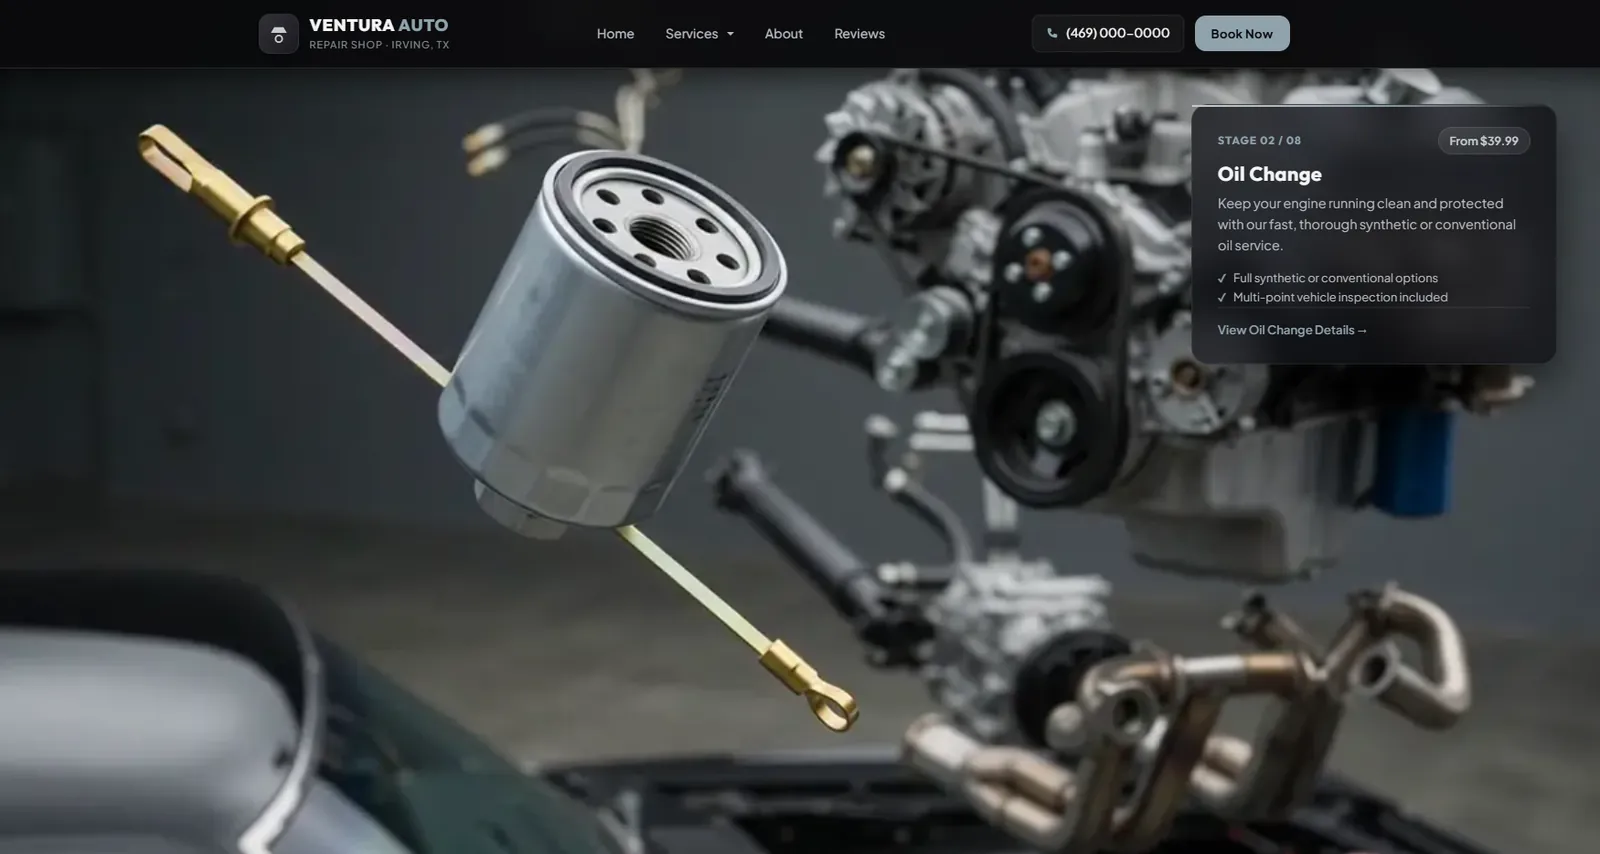 VENTURA AUTO
REPAIR SHOP · IRVING, TX
Home
Services
About
Reviews
(469) 000-0000
Book Now
STAGE 02 / 08
From $39.99
Oil Change
Keep your engine running clean and protected
with our fast, thorough synthetic or conventional
oil service.
✓ Full synthetic or conventional options
✓ Multi-point vehicle inspection included
View Oil Change Details →